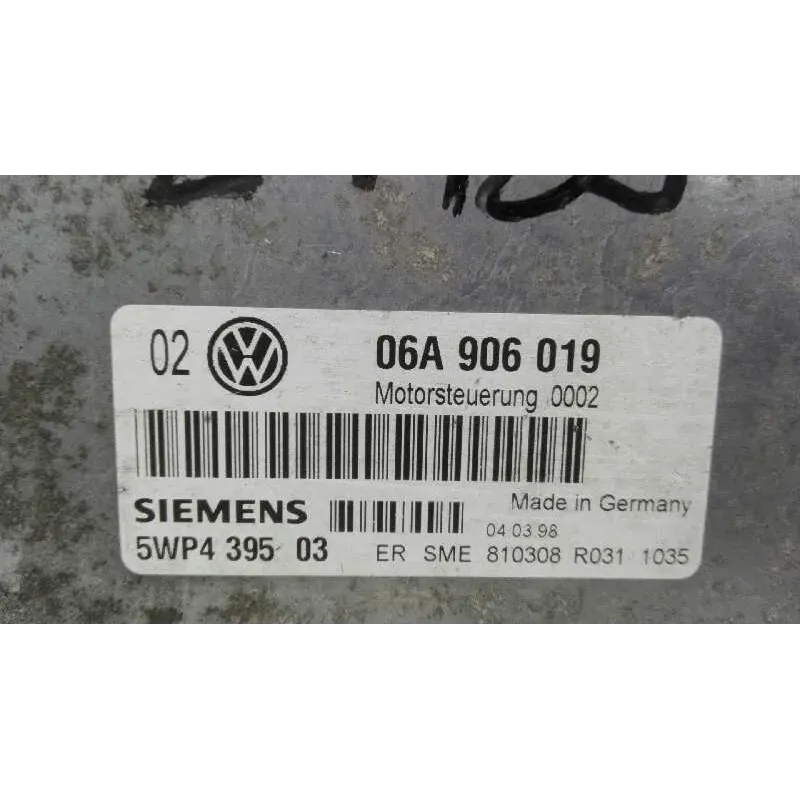 02 VW 06A 906 019
Motorsteuerung 0002
Made in Germany
SIEMENS
04 03 98
5WP4 395 03 ER SME 810308 R031 1035